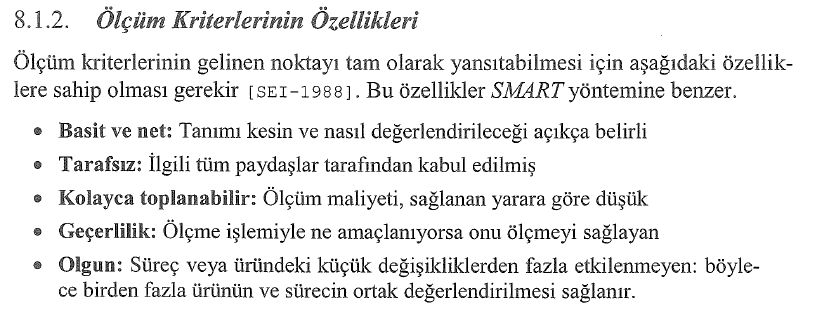 8.1.2. Ölçüm Kriterlerinin Özellikleri
Ölçüm kriterlerinin gelinen noktayı tam olarak yansıtabilmesi için aşağıdaki özellik-
lere sahip olması gerekir [SEI-1988]. Bu özellikler SMART yöntemine benzer.
• Basit ve net: Tanımı kesin ve nasıl değerlendirileceği açıkça belirli
• Tarafsız: İlgili tüm paydaşlar tarafından kabul edilmiş
• Kolayca toplanabilir: Ölçüm maliyeti, sağlanan yarara göre düşük
• Geçerlilik: Ölçme işlemiyle ne amaçlanıyorsa onu ölçmeyi sağlayan
• Olgun: Süreç veya üründeki küçük değişikliklerden fazla etkilenmeyen: böyle-
ce birden fazla ürünün ve sürecin ortak değerlendirilmesi sağlanır.